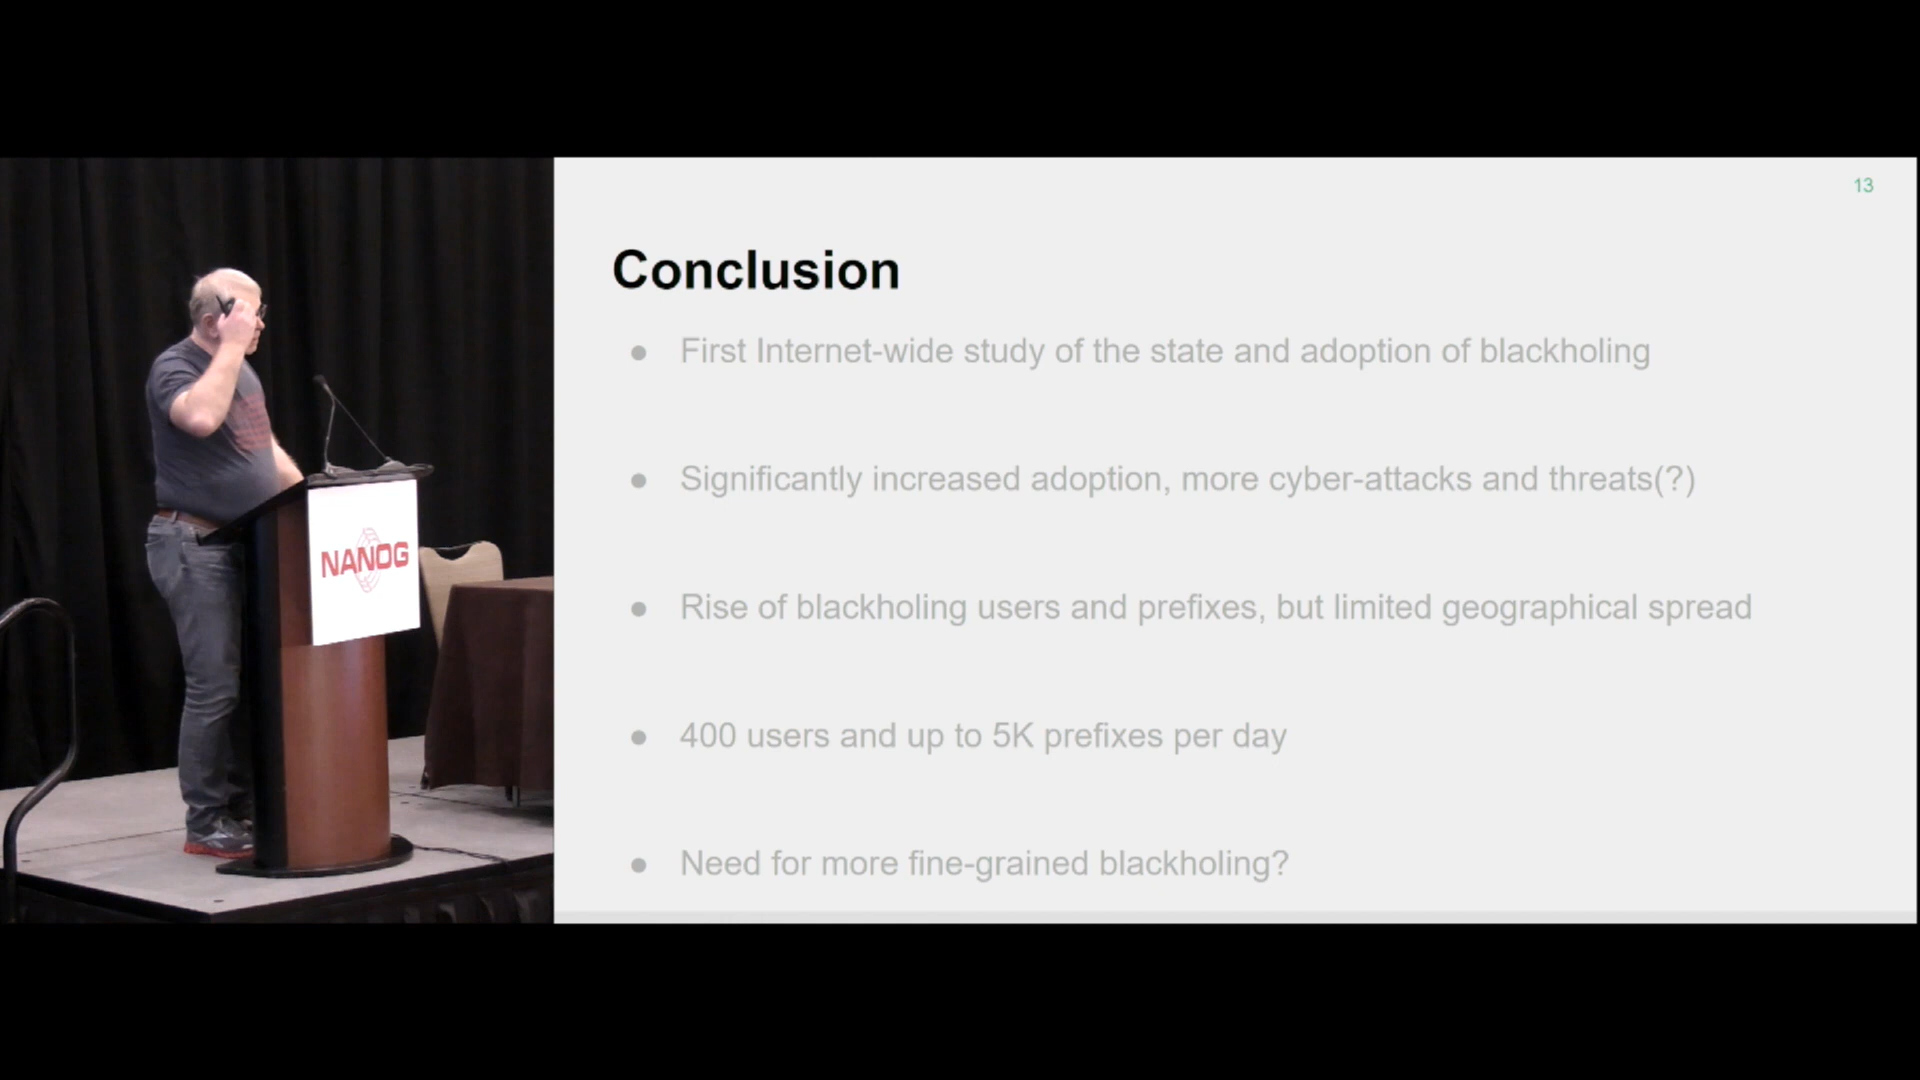 13
Conclusion
● First Internet-wide study of the state and adoption of blackholing
● Significantly increased adoption, more cyber-attacks and threats(?)
● Rise of blackholing users and prefixes, but limited geographical spread
● 400 users and up to 5K prefixes per day
● Need for more fine-grained blackholing?
NANOG